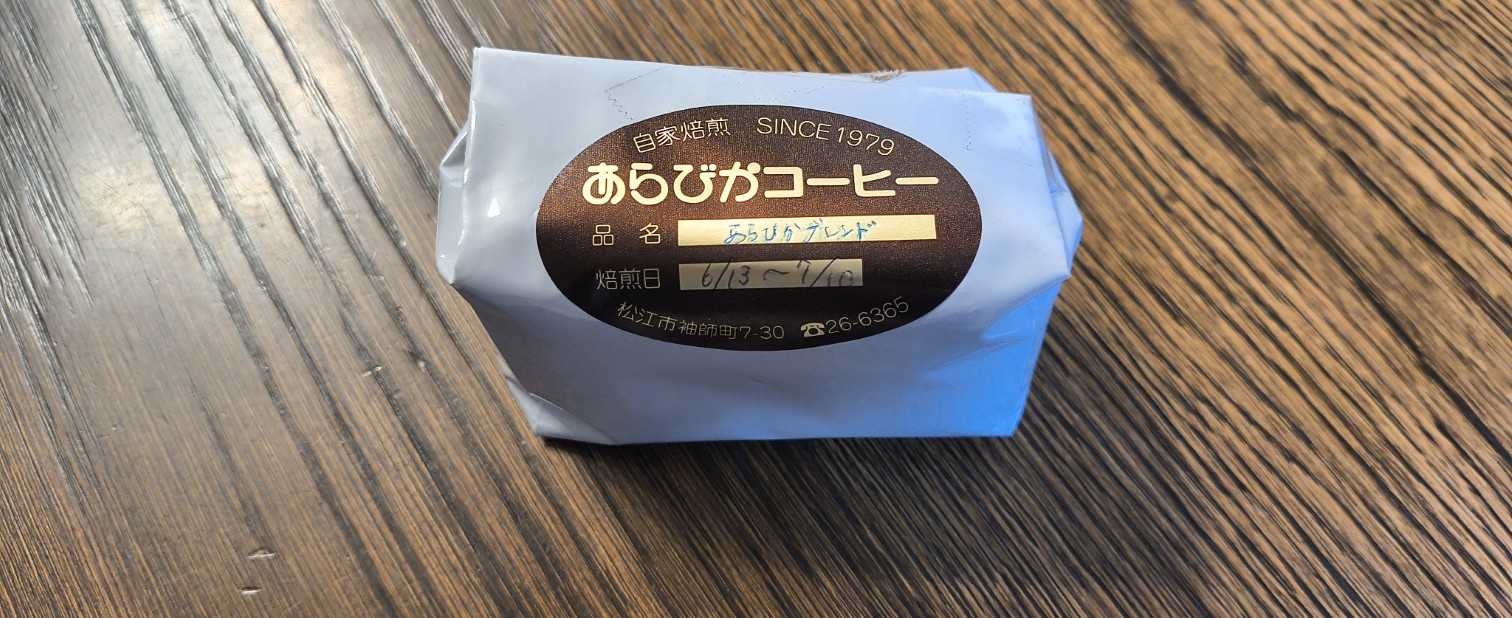 自家焙煎 SINCE 1979
あらびかコーヒー
品名 あらびかブレンド
焙煎日 6/13〜7/10
松江市袖師町7-30 ☎26-6365